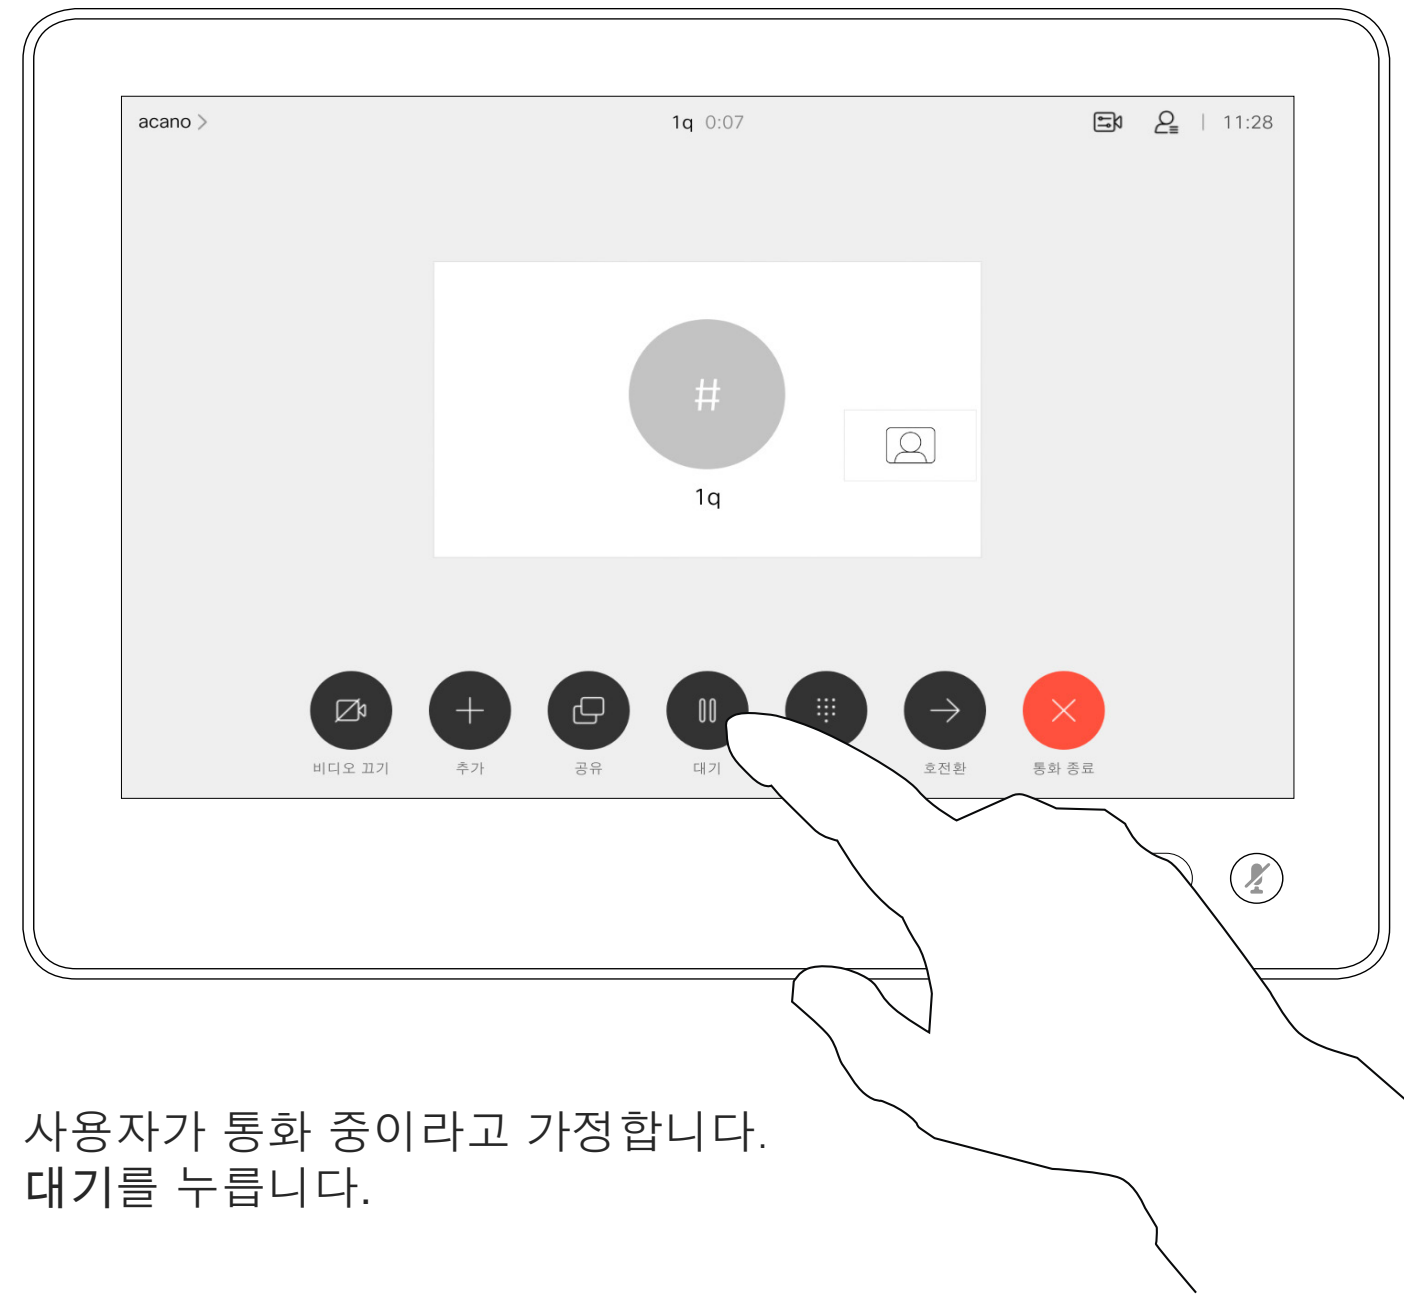 acano
1q 0:07
11:28
#
1q
비디오 끄기
추가
공유
대기
호전환
통화 종료
사용자가 통화 중이라고 가정합니다.
대기를 누릅니다.